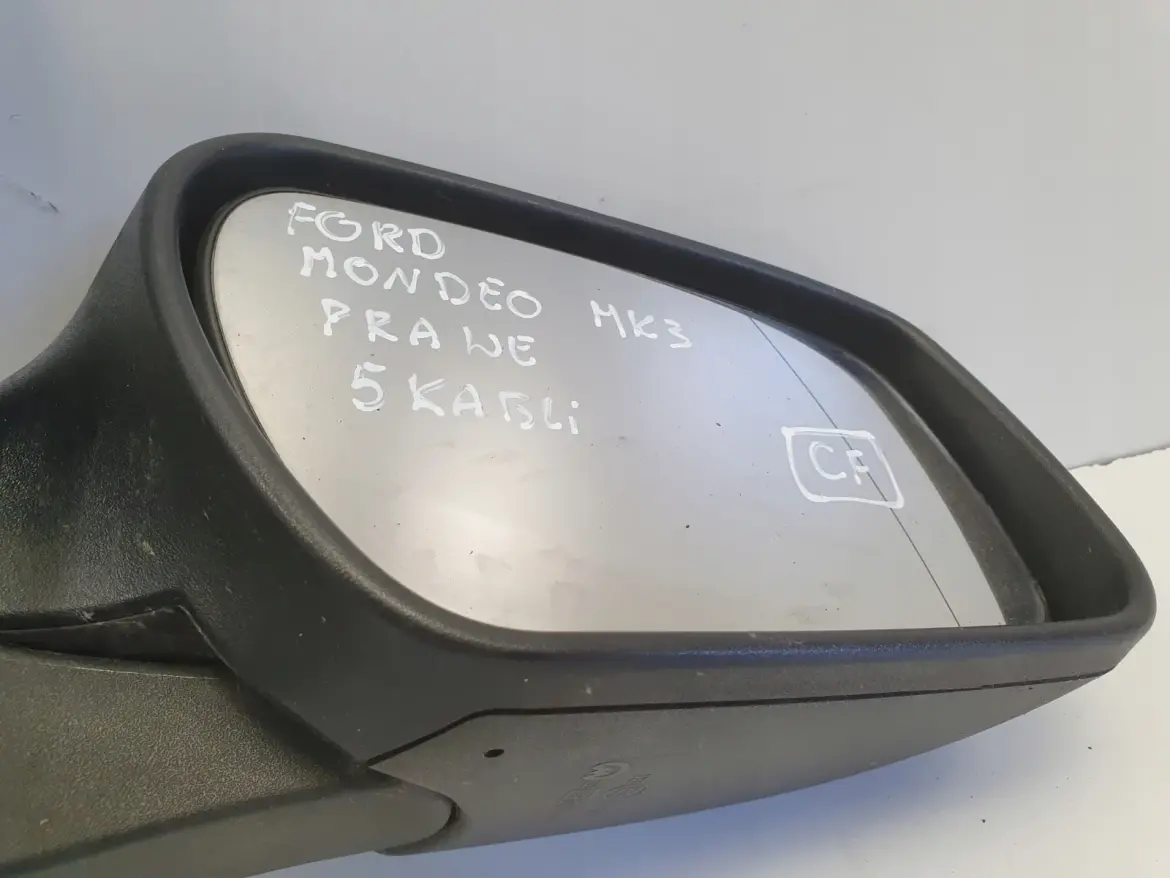 FORD
MONDEO MK3
PRAWE
5 KABLi
CF